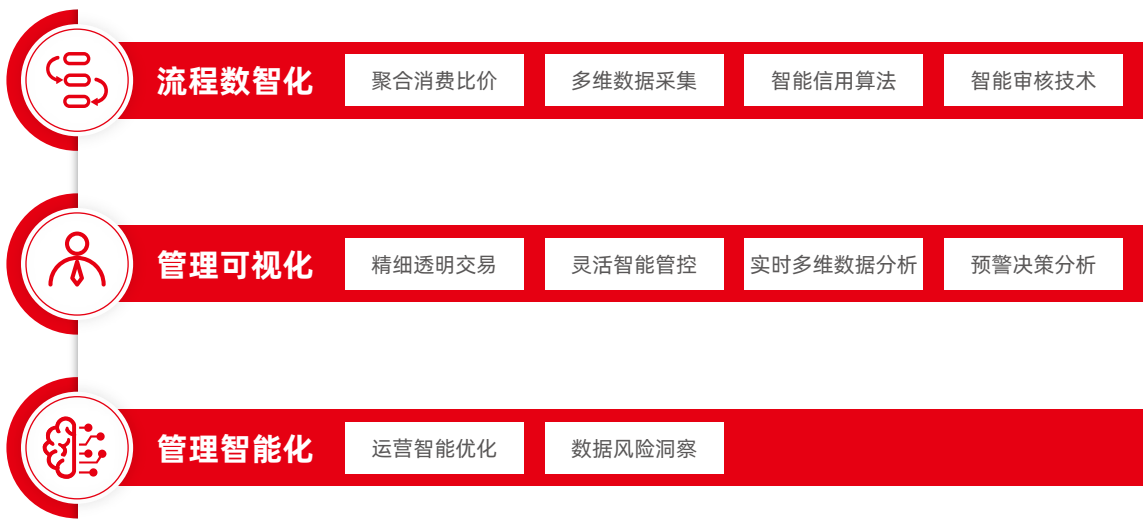 流程数智化
聚合消费比价
多维数据采集
智能信用算法
智能审核技术
管理可视化
精细透明交易
灵活智能管控
实时多维数据分析
预警决策分析
管理智能化
运营智能优化
数据风险洞察